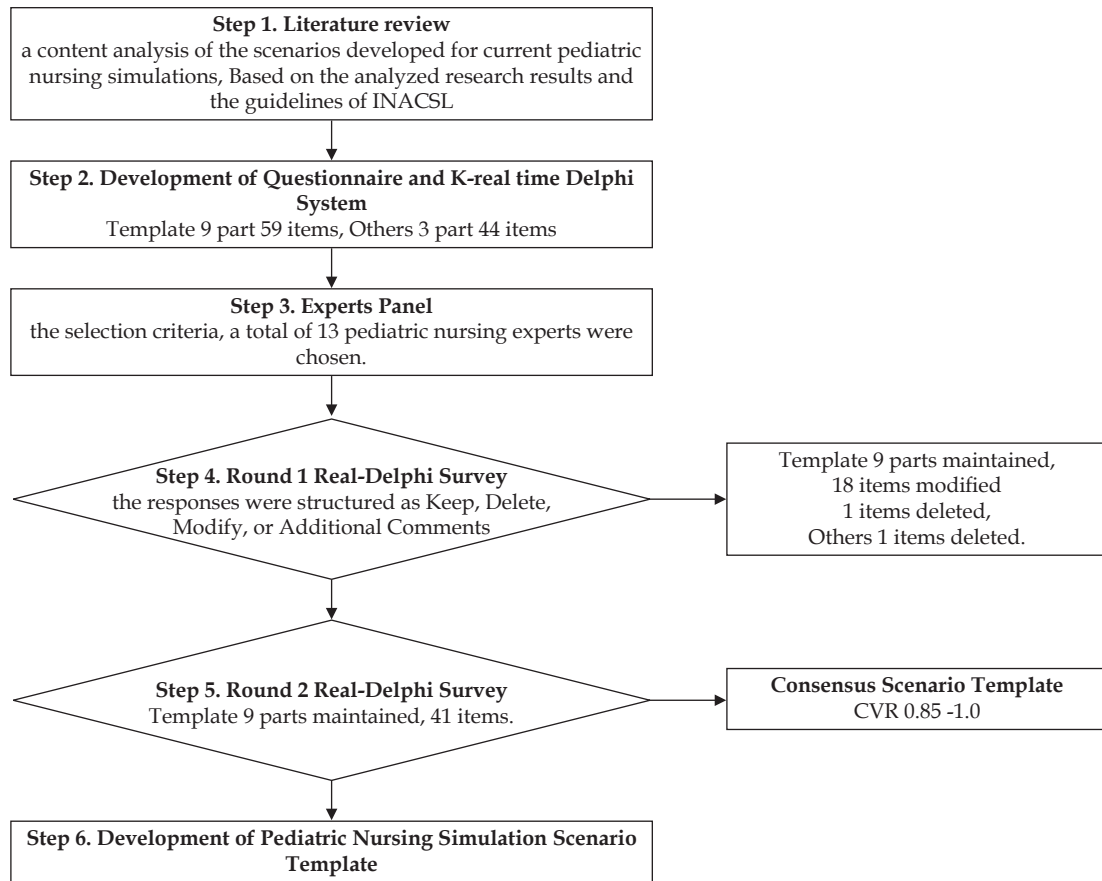 Step 1. Literature review
a content analysis of the scenarios developed for current pediatric
nursing simulations, Based on the analyzed research results and
the guidelines of INACSL
Step 2. Development of Questionnaire and K-real time Delphi
System
Template 9 part 59 items, Others 3 part 44 items
Step 3. Experts Panel
the selection criteria, a total of 13 pediatric nursing experts were
chosen.
Step 4. Round 1 Real-Delphi Survey
the responses were structured as Keep, Delete,
Modify, or Additional Comments
Template 9 parts maintained,
18 items modified
1 items deleted,
Others 1 items deleted.
Step 5. Round 2 Real-Delphi Survey
Template 9 parts maintained, 41 items.
Consensus Scenario Template
CVR 0.85 -1.0
Step 6. Development of Pediatric Nursing Simulation Scenario
Template